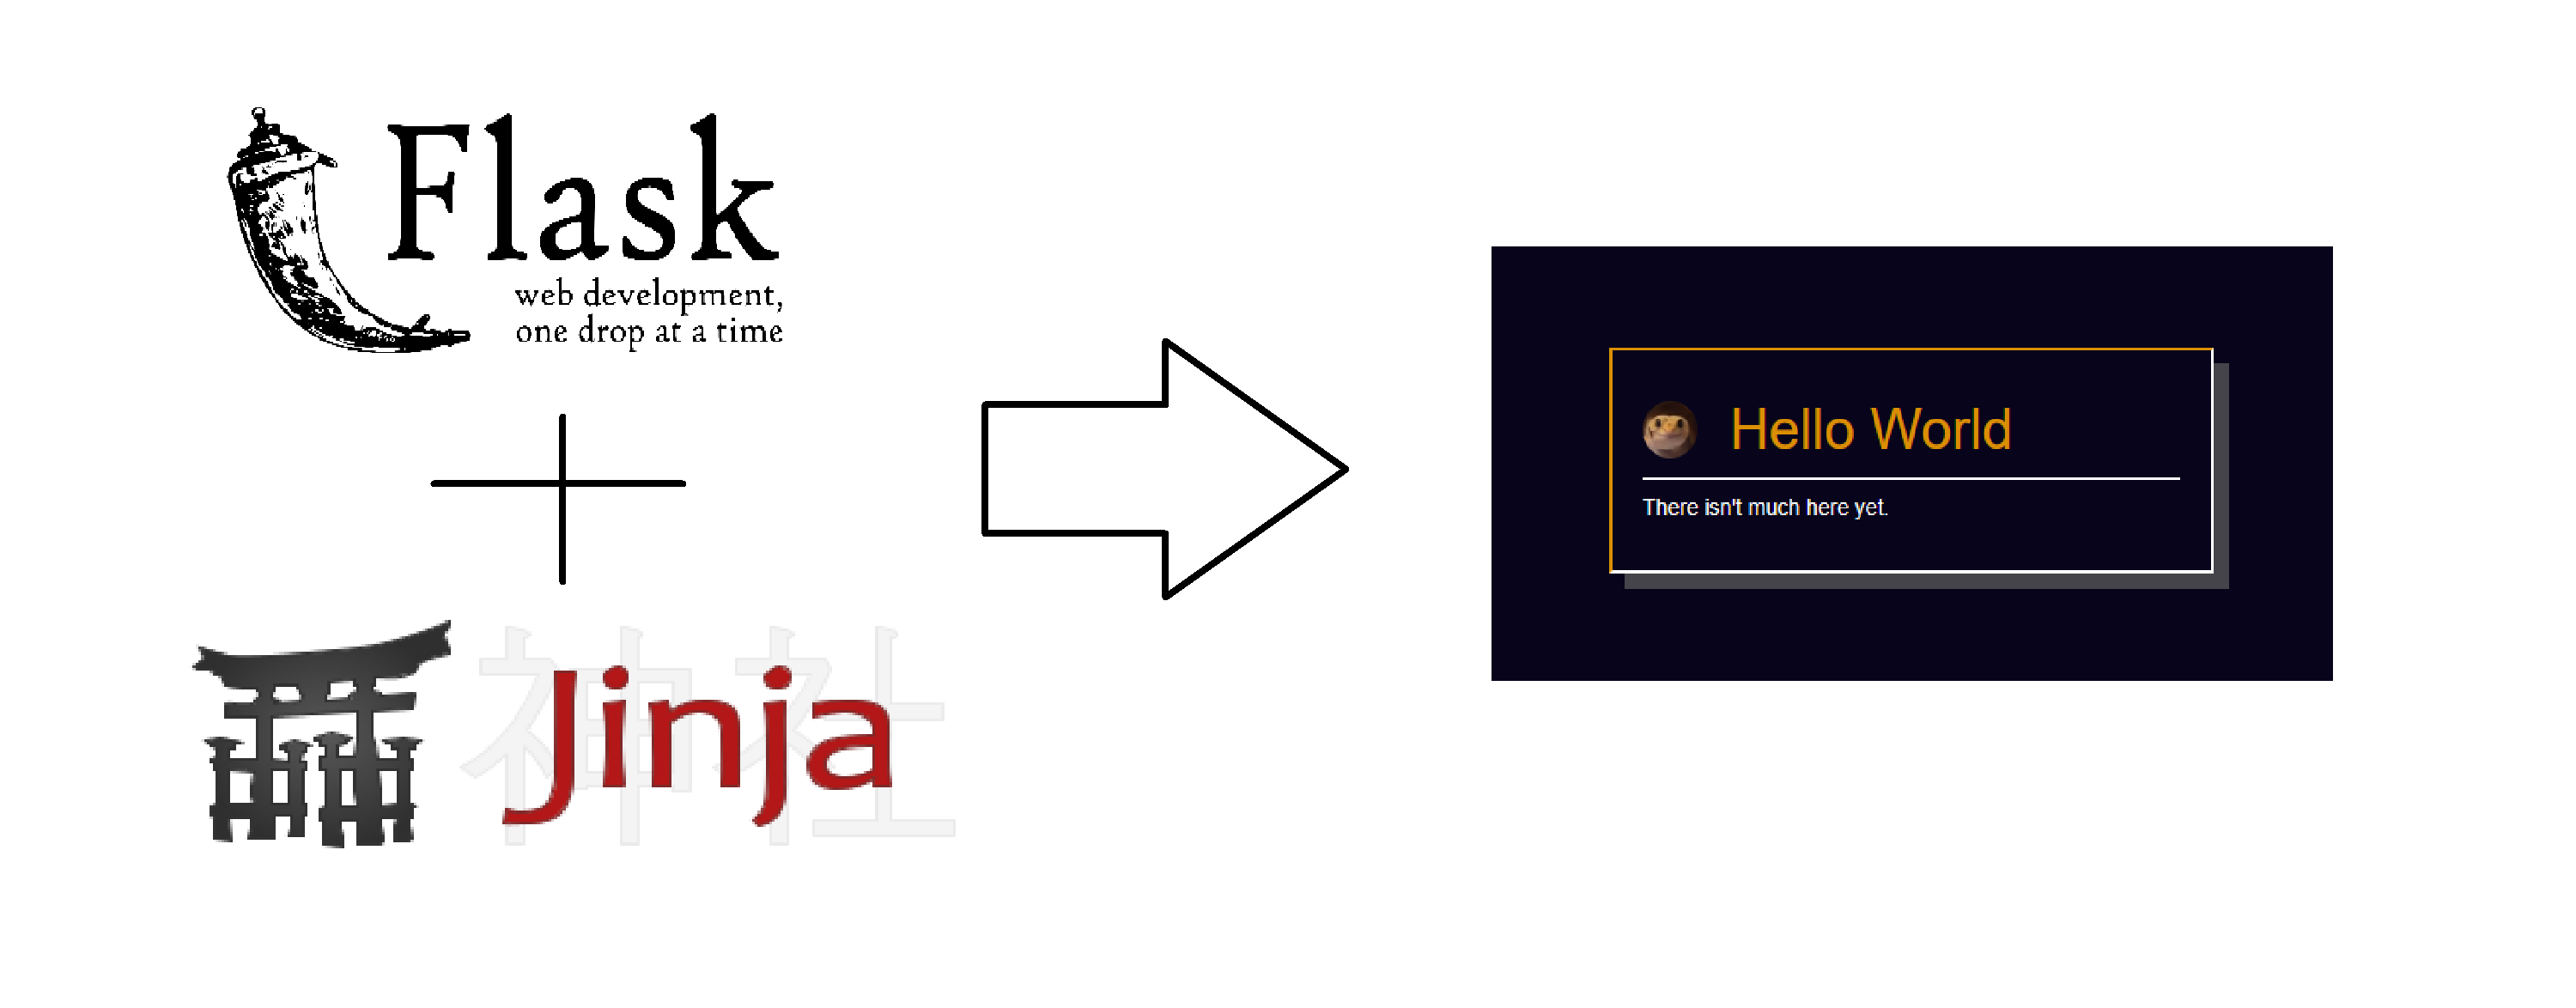 Flask
web development,
one drop at a time
神社
Jinja
Hello World
There isn't much here yet.